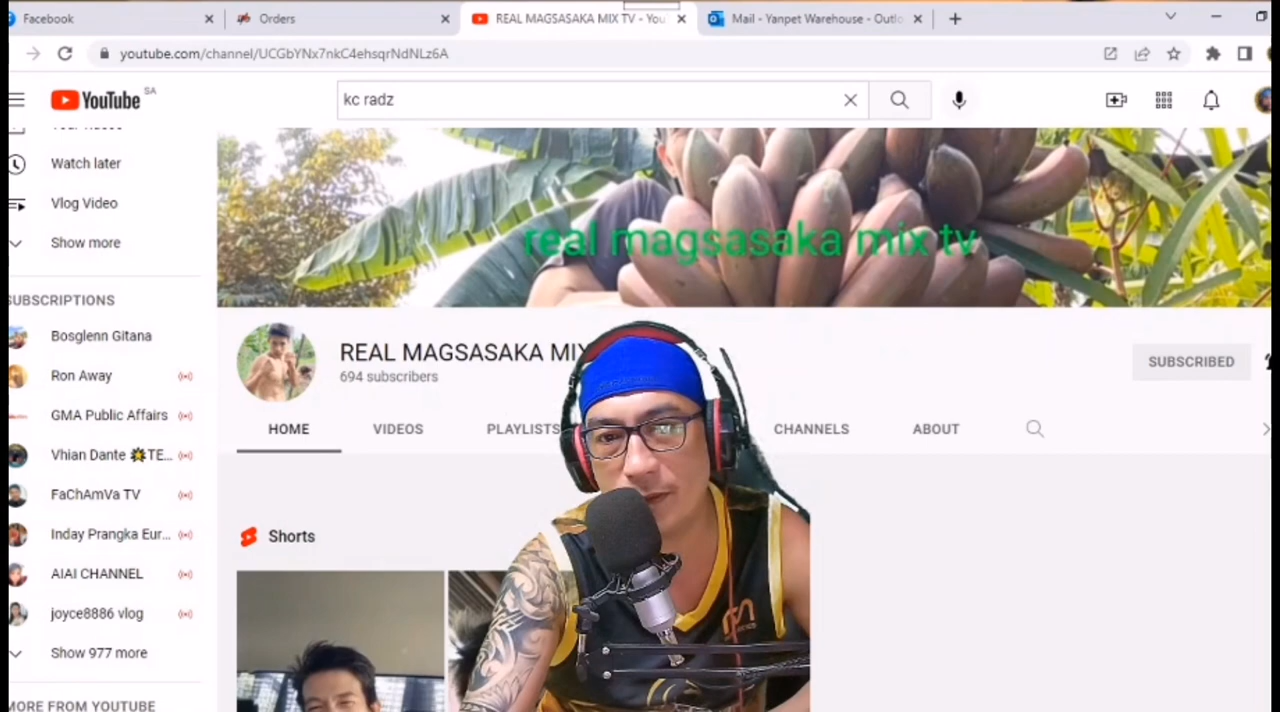 Facebook
Orders
REAL MAGSASAKA MIX TV - You
Mail - Yanpet Warehouse - Outlo
youtube.com/channel/UCGbYNx7nkC4ehsqrNdNLz6A
YouTube SA
kc radz
Watch later
Vlog Video
Show more
SUBSCRIPTIONS
Bosglenn Gitana
Ron Away
GMA Public Affairs
Vhian Dante 💥TE...
FaChAmVa TV
Inday Prangka Eur...
AIAI CHANNEL
joyce8886 vlog
Show 977 more
MORE FROM YOUTUBE
real magsasaka mix tv
REAL MAGSASAKA MIX
694 subscribers
SUBSCRIBED
HOME
VIDEOS
PLAYLISTS
CHANNELS
ABOUT
Shorts